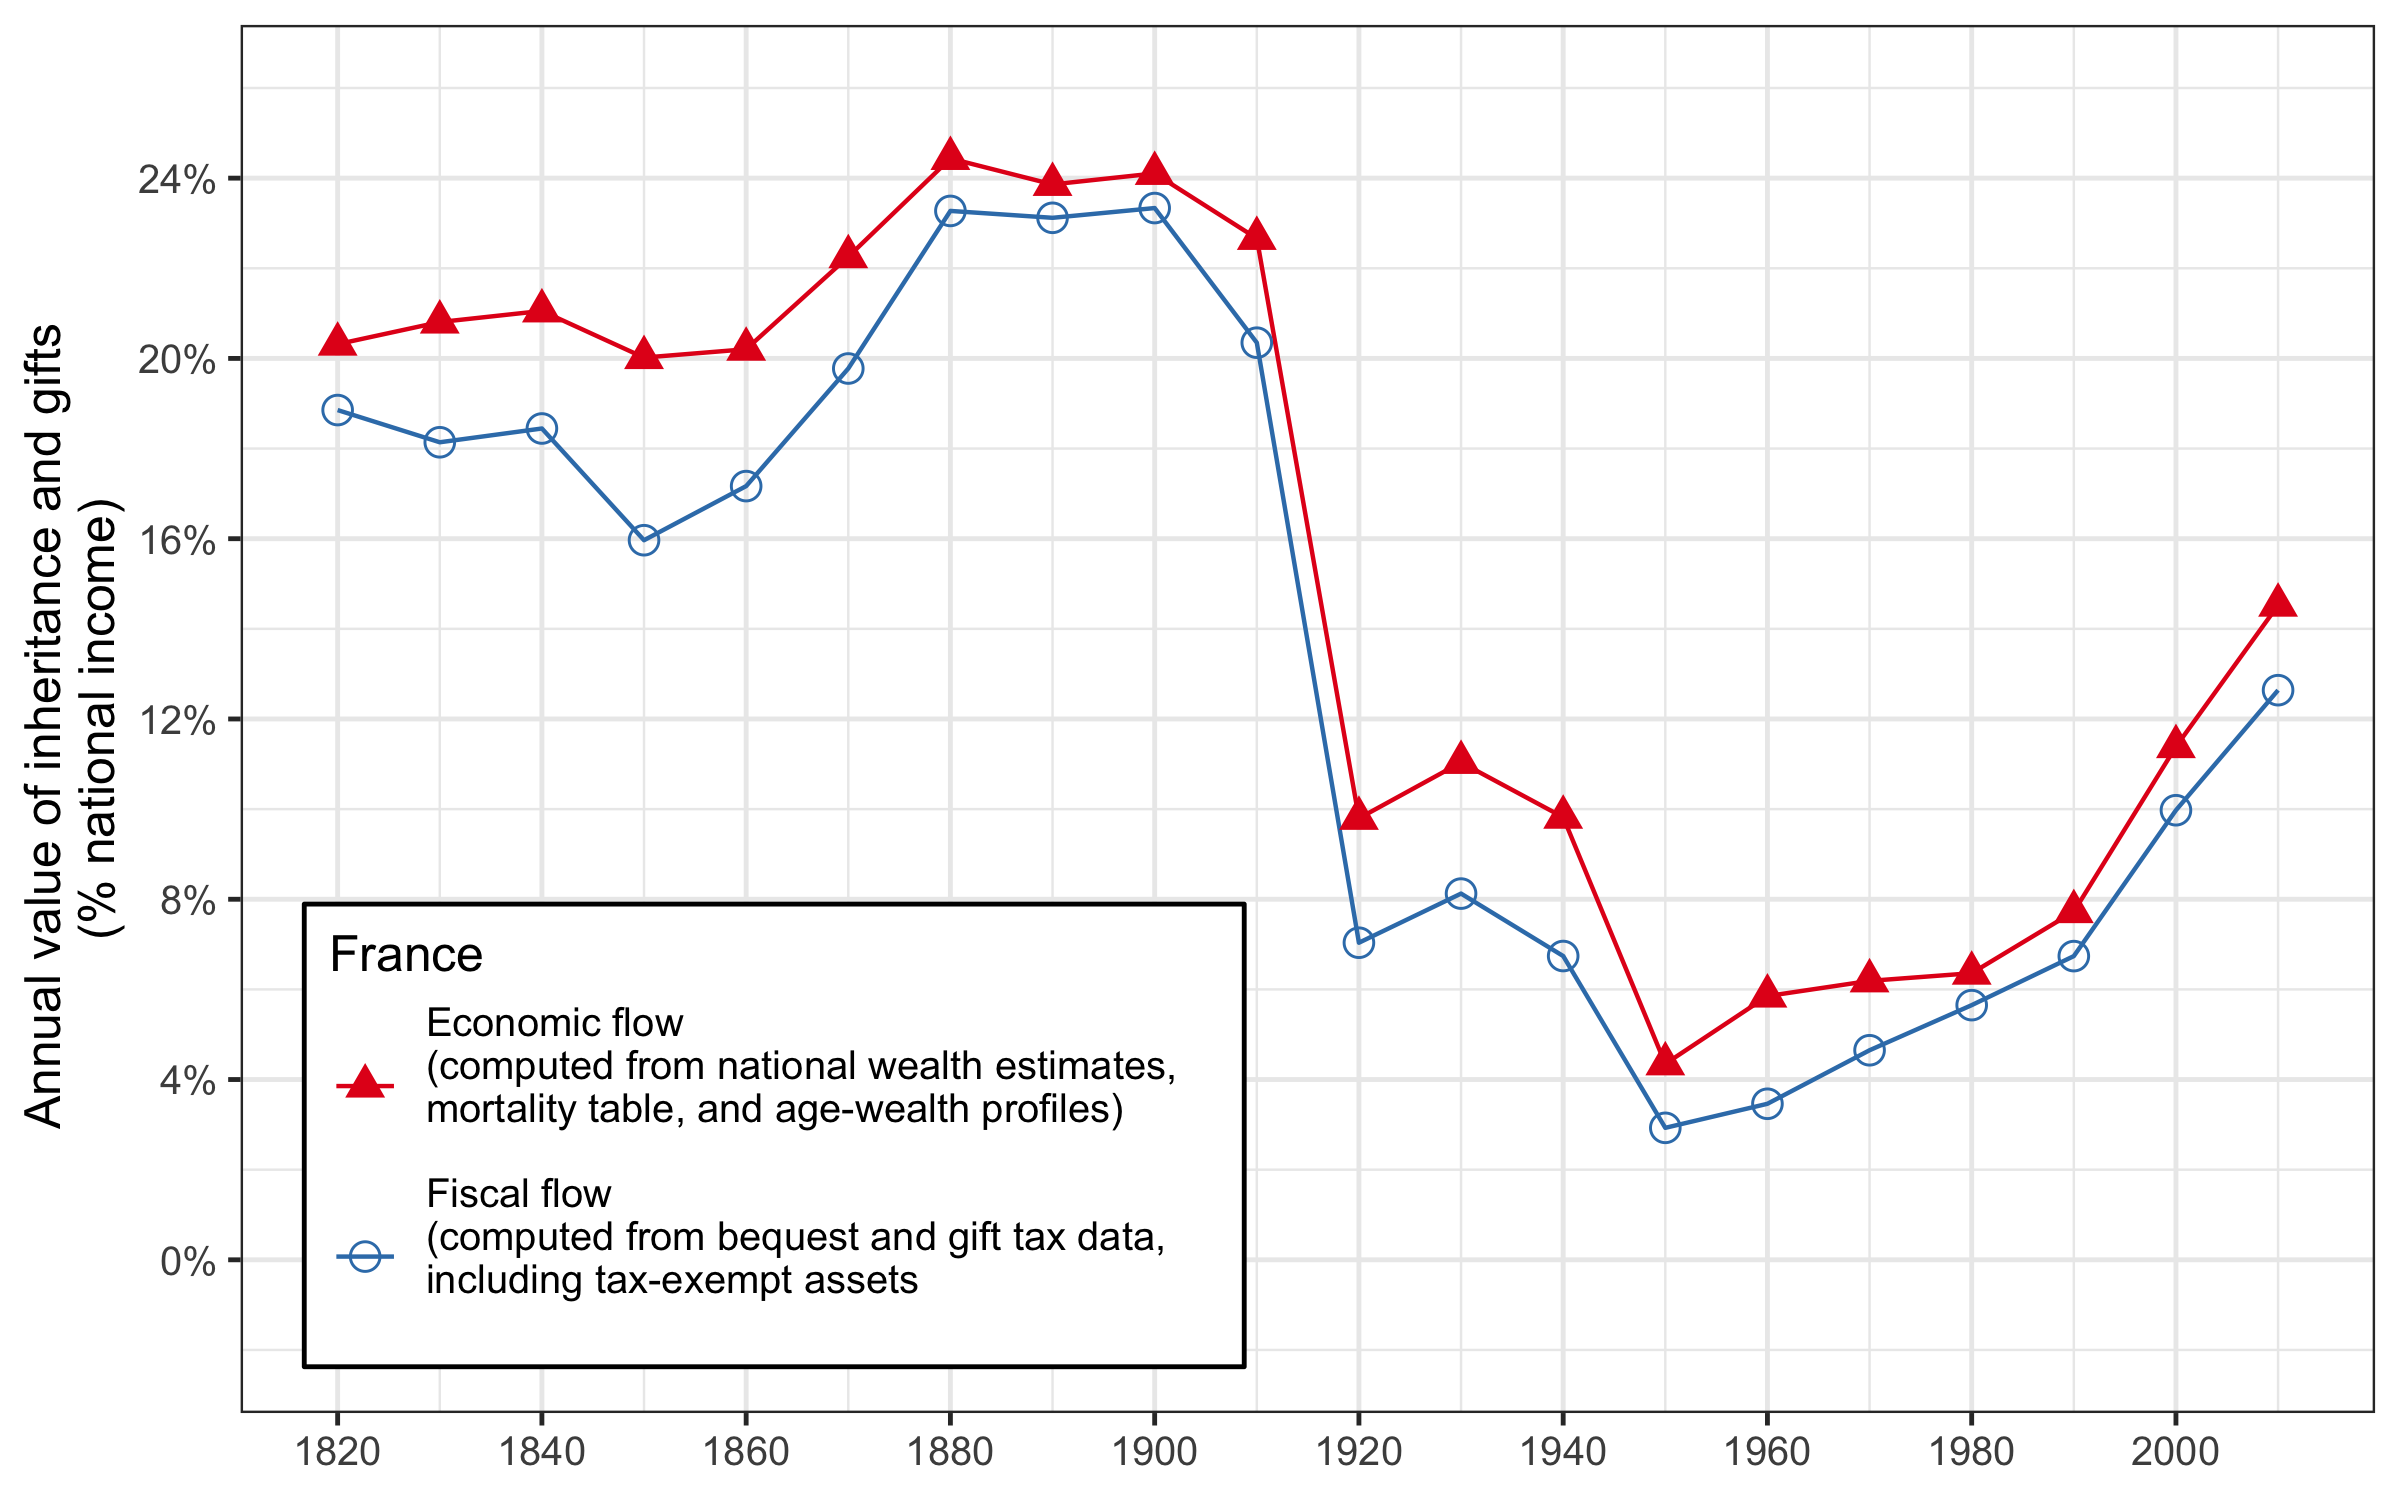 Annual value of inheritance and gifts
(% national income)
24%
20%
16%
12%
8%
4%
0%
France
Economic flow
(computed from national wealth estimates,
mortality table, and age-wealth profiles)
Fiscal flow
(computed from bequest and gift tax data,
including tax-exempt assets
1820 1840 1860 1880 1900 1920 1940 1960 1980 2000